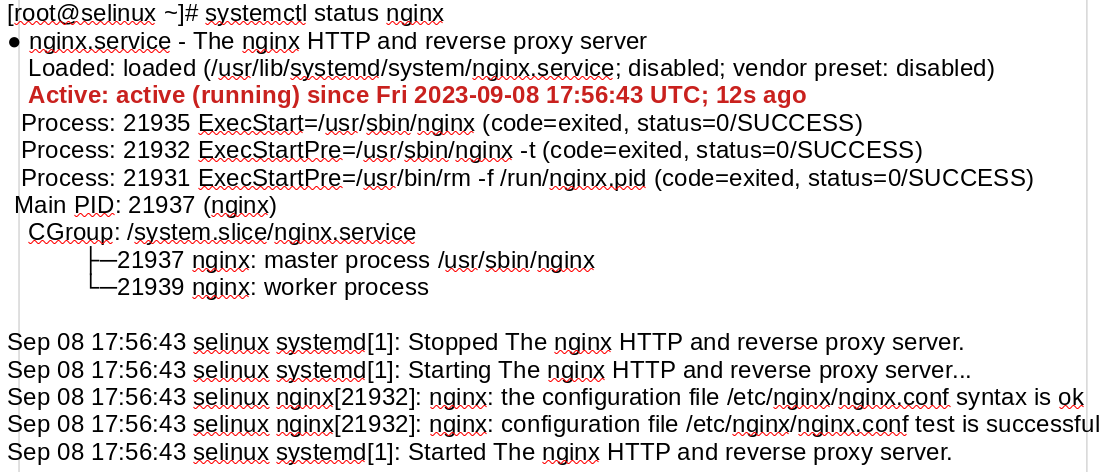 [root@selinux ~]# systemctl status nginx
● nginx.service - The nginx HTTP and reverse proxy server
Loaded: loaded (/usr/lib/systemd/system/nginx.service; disabled; vendor preset: disabled)
Active: active (running) since Fri 2023-09-08 17:56:43 UTC; 12s ago
Process: 21935 ExecStart=/usr/sbin/nginx (code=exited, status=0/SUCCESS)
Process: 21932 ExecStartPre=/usr/sbin/nginx -t (code=exited, status=0/SUCCESS)
Process: 21931 ExecStartPre=/usr/bin/rm -f /run/nginx.pid (code=exited, status=0/SUCCESS)
Main PID: 21937 (nginx)
CGroup: /system.slice/nginx.service
├─21937 nginx: master process /usr/sbin/nginx
└─21939 nginx: worker process
Sep 08 17:56:43 selinux systemd[1]: Stopped The nginx HTTP and reverse proxy server.
Sep 08 17:56:43 selinux systemd[1]: Starting The nginx HTTP and reverse proxy server...
Sep 08 17:56:43 selinux nginx[21932]: nginx: the configuration file /etc/nginx/nginx.conf syntax is ok
Sep 08 17:56:43 selinux nginx[21932]: nginx: configuration file /etc/nginx/nginx.conf test is successful
Sep 08 17:56:43 selinux systemd[1]: Started The nginx HTTP and reverse proxy server.